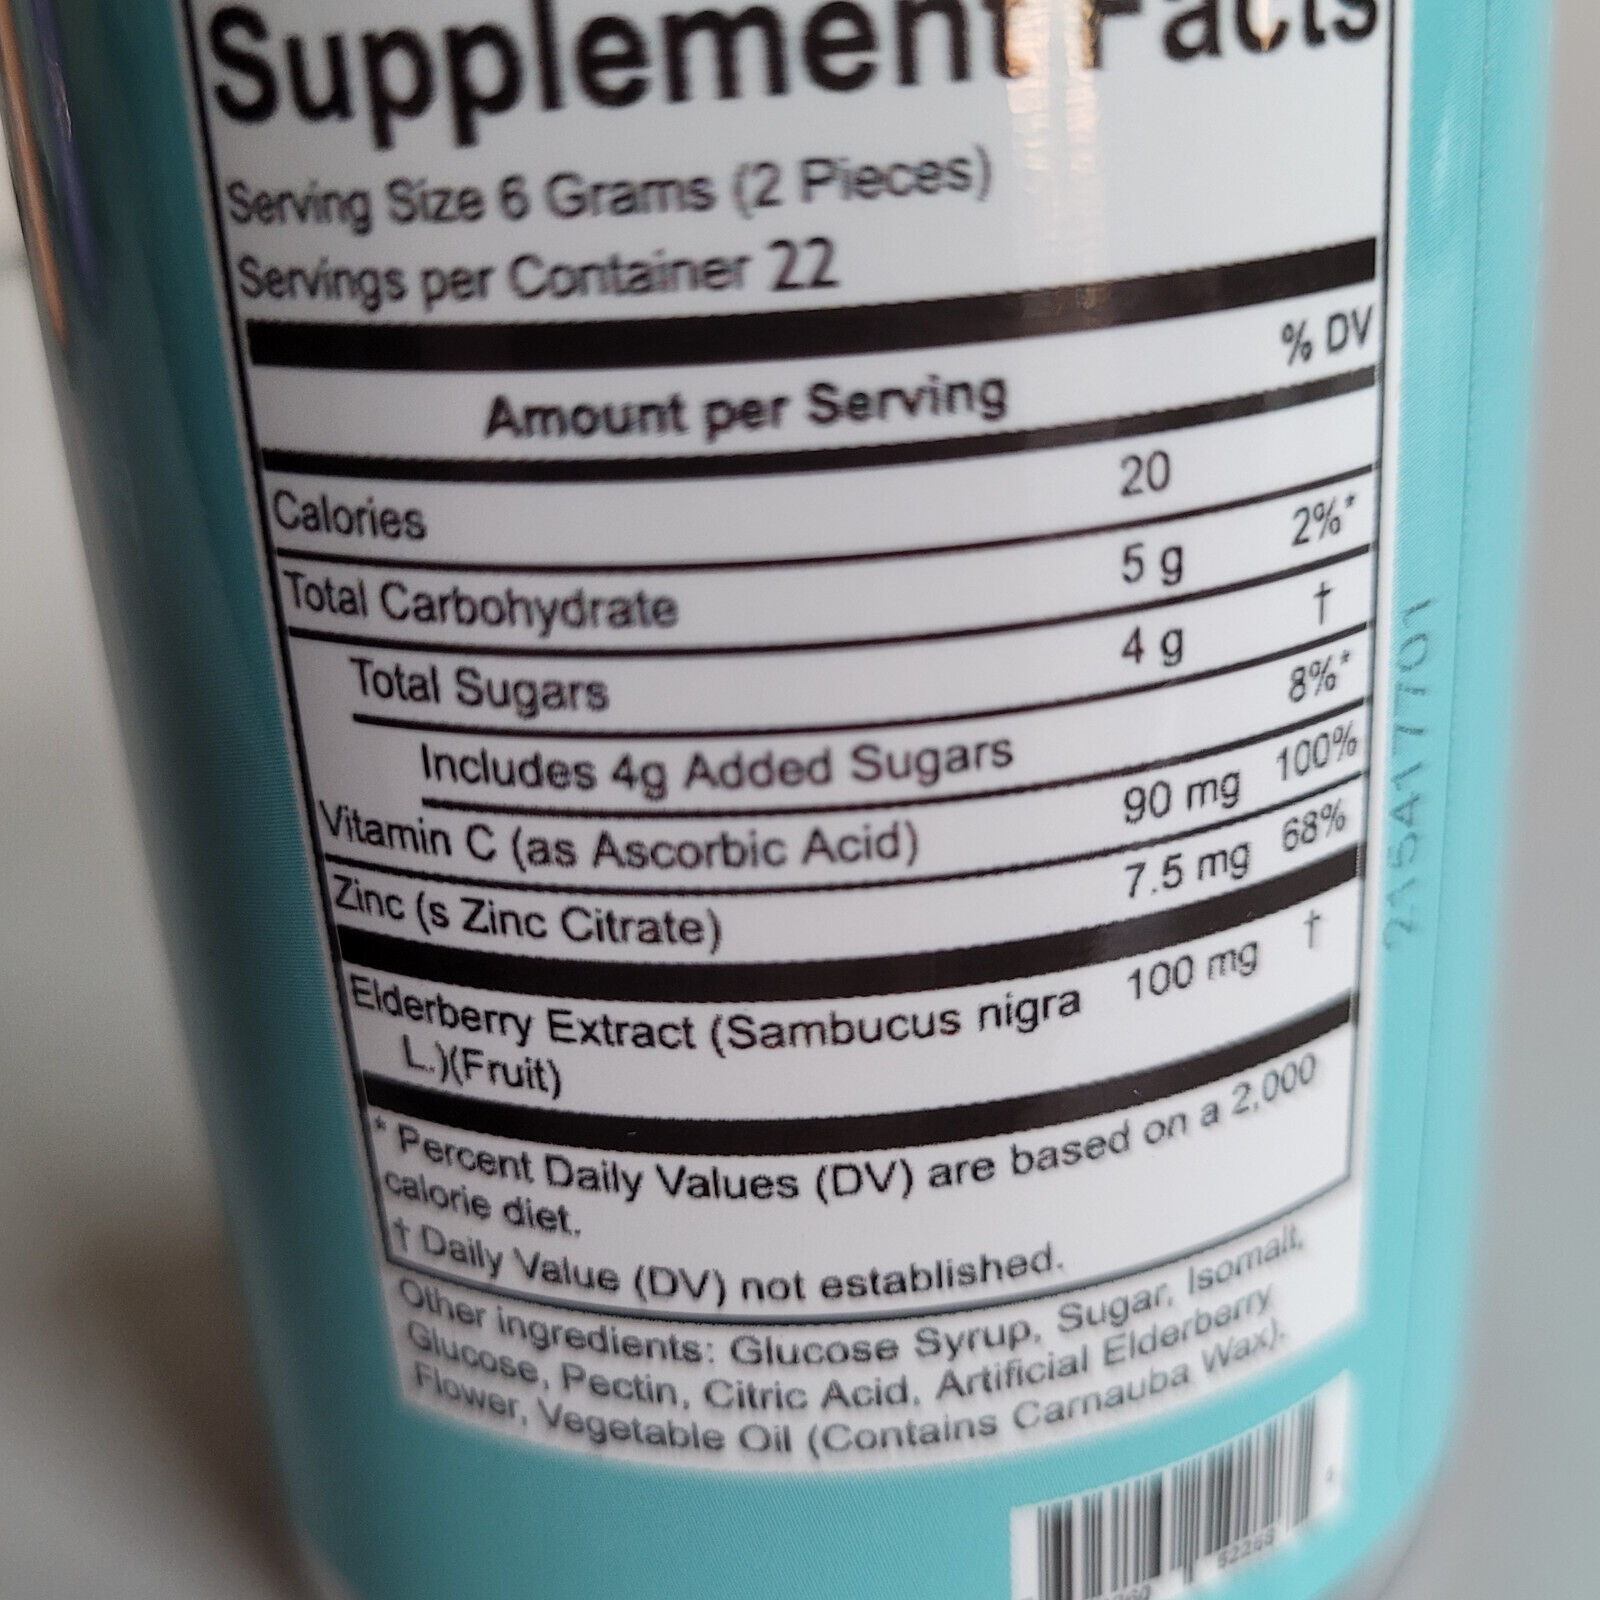 Supplement Facts
Serving Size 6 Grams (2 Pieces)
Servings per Container 22
% DV
Amount per Serving
Calories 20
Total Carbohydrate 5 g 2%*
Total Sugars 4 g †
Includes 4g Added Sugars 8%*
Vitamin C (as Ascorbic Acid) 90 mg 100%
Zinc (s Zinc Citrate) 7.5 mg 68%
Elderberry Extract (Sambucus nigra 100 mg †
L.)(Fruit)
* Percent Daily Values (DV) are based on a 2,000
calorie diet.
† Daily Value (DV) not established.
Other ingredients: Glucose Syrup, Sugar, Isomalt,
Glucose, Pectin, Citric Acid, Artificial Elderberry
Flower, Vegetable Oil (Contains Carnauba Wax).
215417701
52268